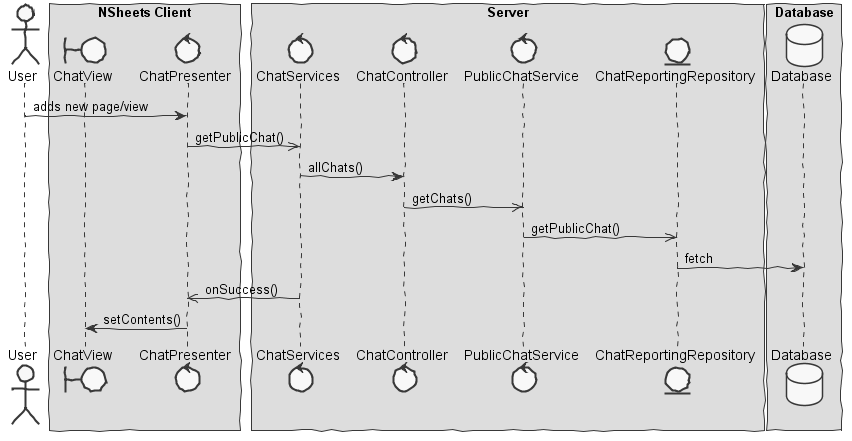 NSheets Client
Server
Database
User
ChatView
ChatPresenter
ChatServices
ChatController
PublicChatService
ChatReportingRepository
Database
adds new page/view
getPublicChat()
allChats()
getChats()
getPublicChat()
fetch
onSuccess()
setContents()
User
ChatView
ChatPresenter
ChatServices
ChatController
PublicChatService
ChatReportingRepository
Database